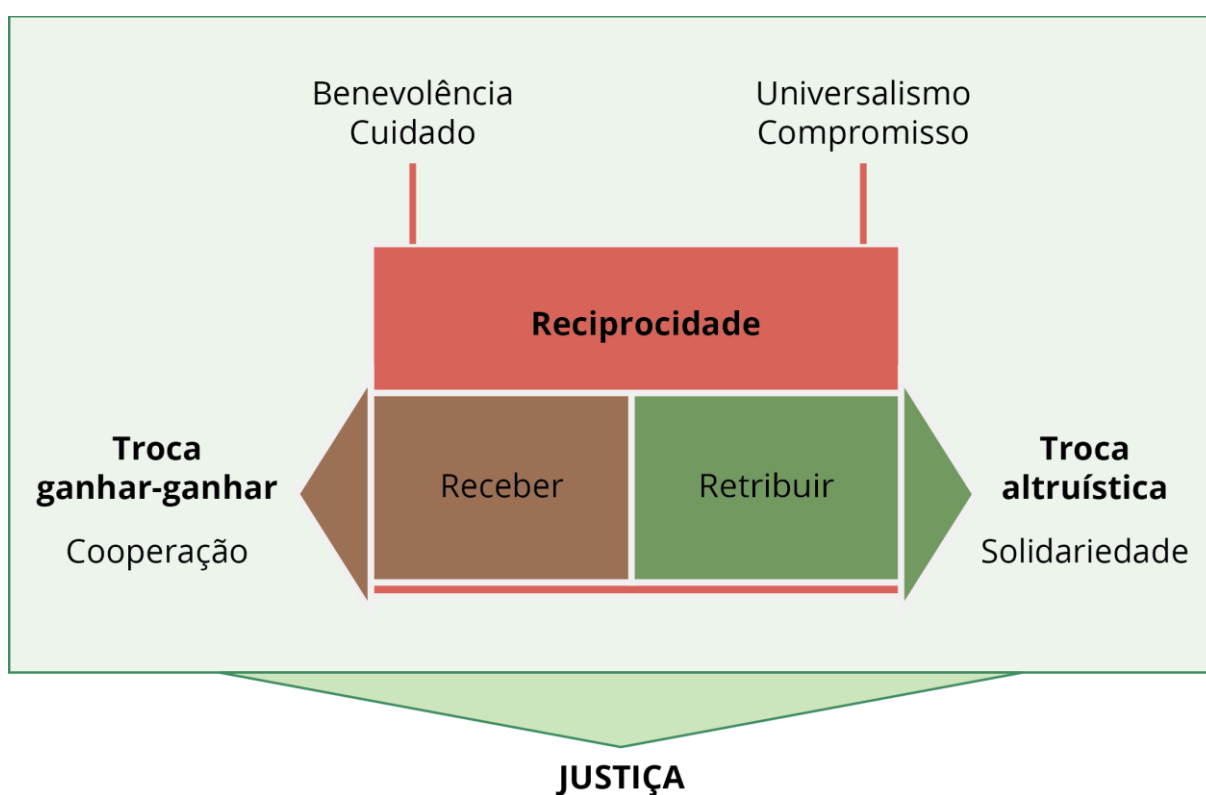 Benevolência
Cuidado
Universalismo
Compromisso
Reciprocidade
Troca
ganhar-ganhar
Cooperação
Receber
Retribuir
Troca
altruística
Solidariedade
JUSTIÇA